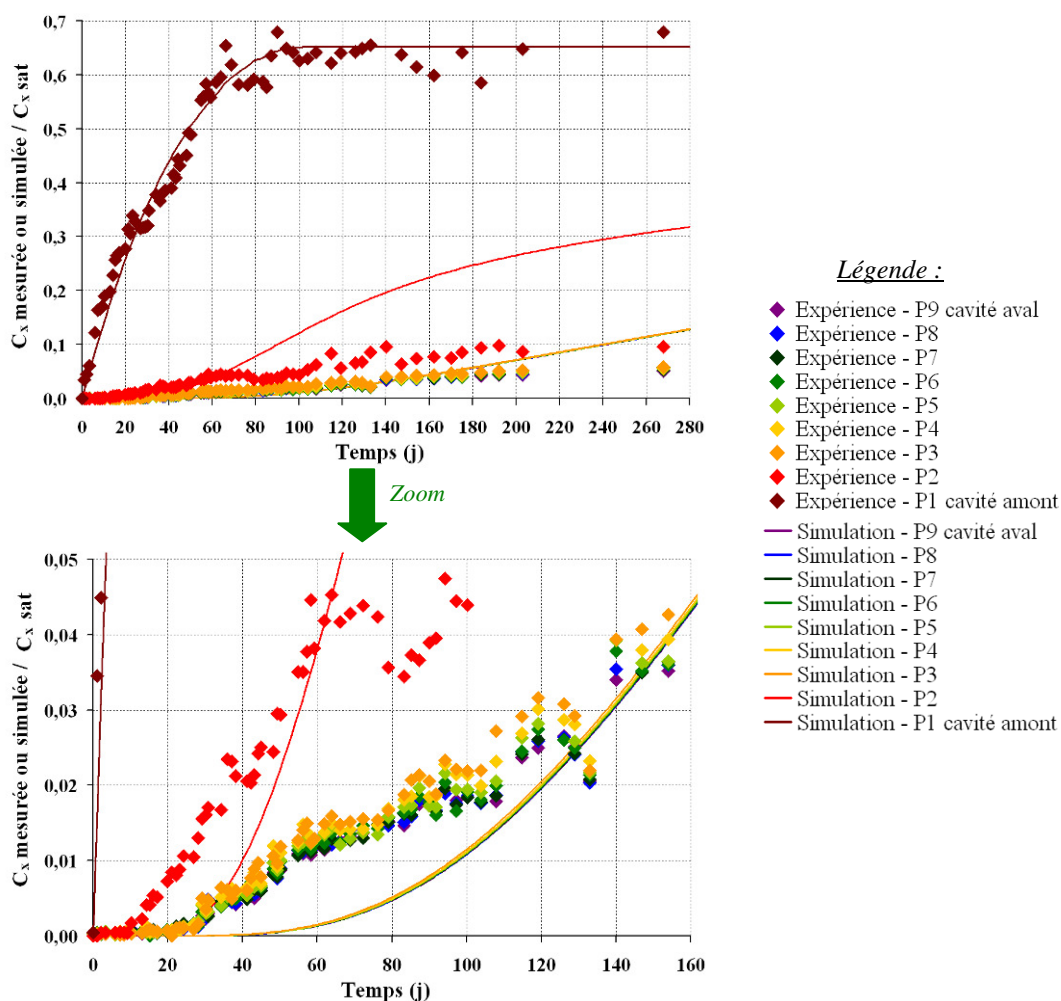 C x mesurée ou simulée / C x sat
0,7
0,6
0,5
0,4
0,3
0,2
0,1
0,0
0 20 40 60 80 100 120 140 160 180 200 220 240 260 280
Temps (j)
Zoom
C x mesurée ou simulée / C x sat
0,05
0,04
0,03
0,02
0,01
0,00
0 20 40 60 80 100 120 140 160
Temps (j)
Légende :
Expérience - P9 cavité aval
Expérience - P8
Expérience - P7
Expérience - P6
Expérience - P5
Expérience - P4
Expérience - P3
Expérience - P2
Expérience - P1 cavité amont
Simulation - P9 cavité aval
Simulation - P8
Simulation - P7
Simulation - P6
Simulation - P5
Simulation - P4
Simulation - P3
Simulation - P2
Simulation - P1 cavité amont